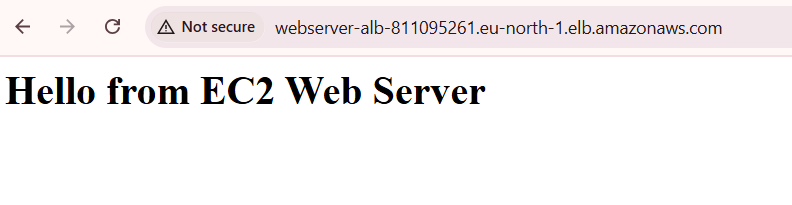 Not secure webserver-alb-811095261.eu-north-1.elb.amazonaws.com
Hello from EC2 Web Server